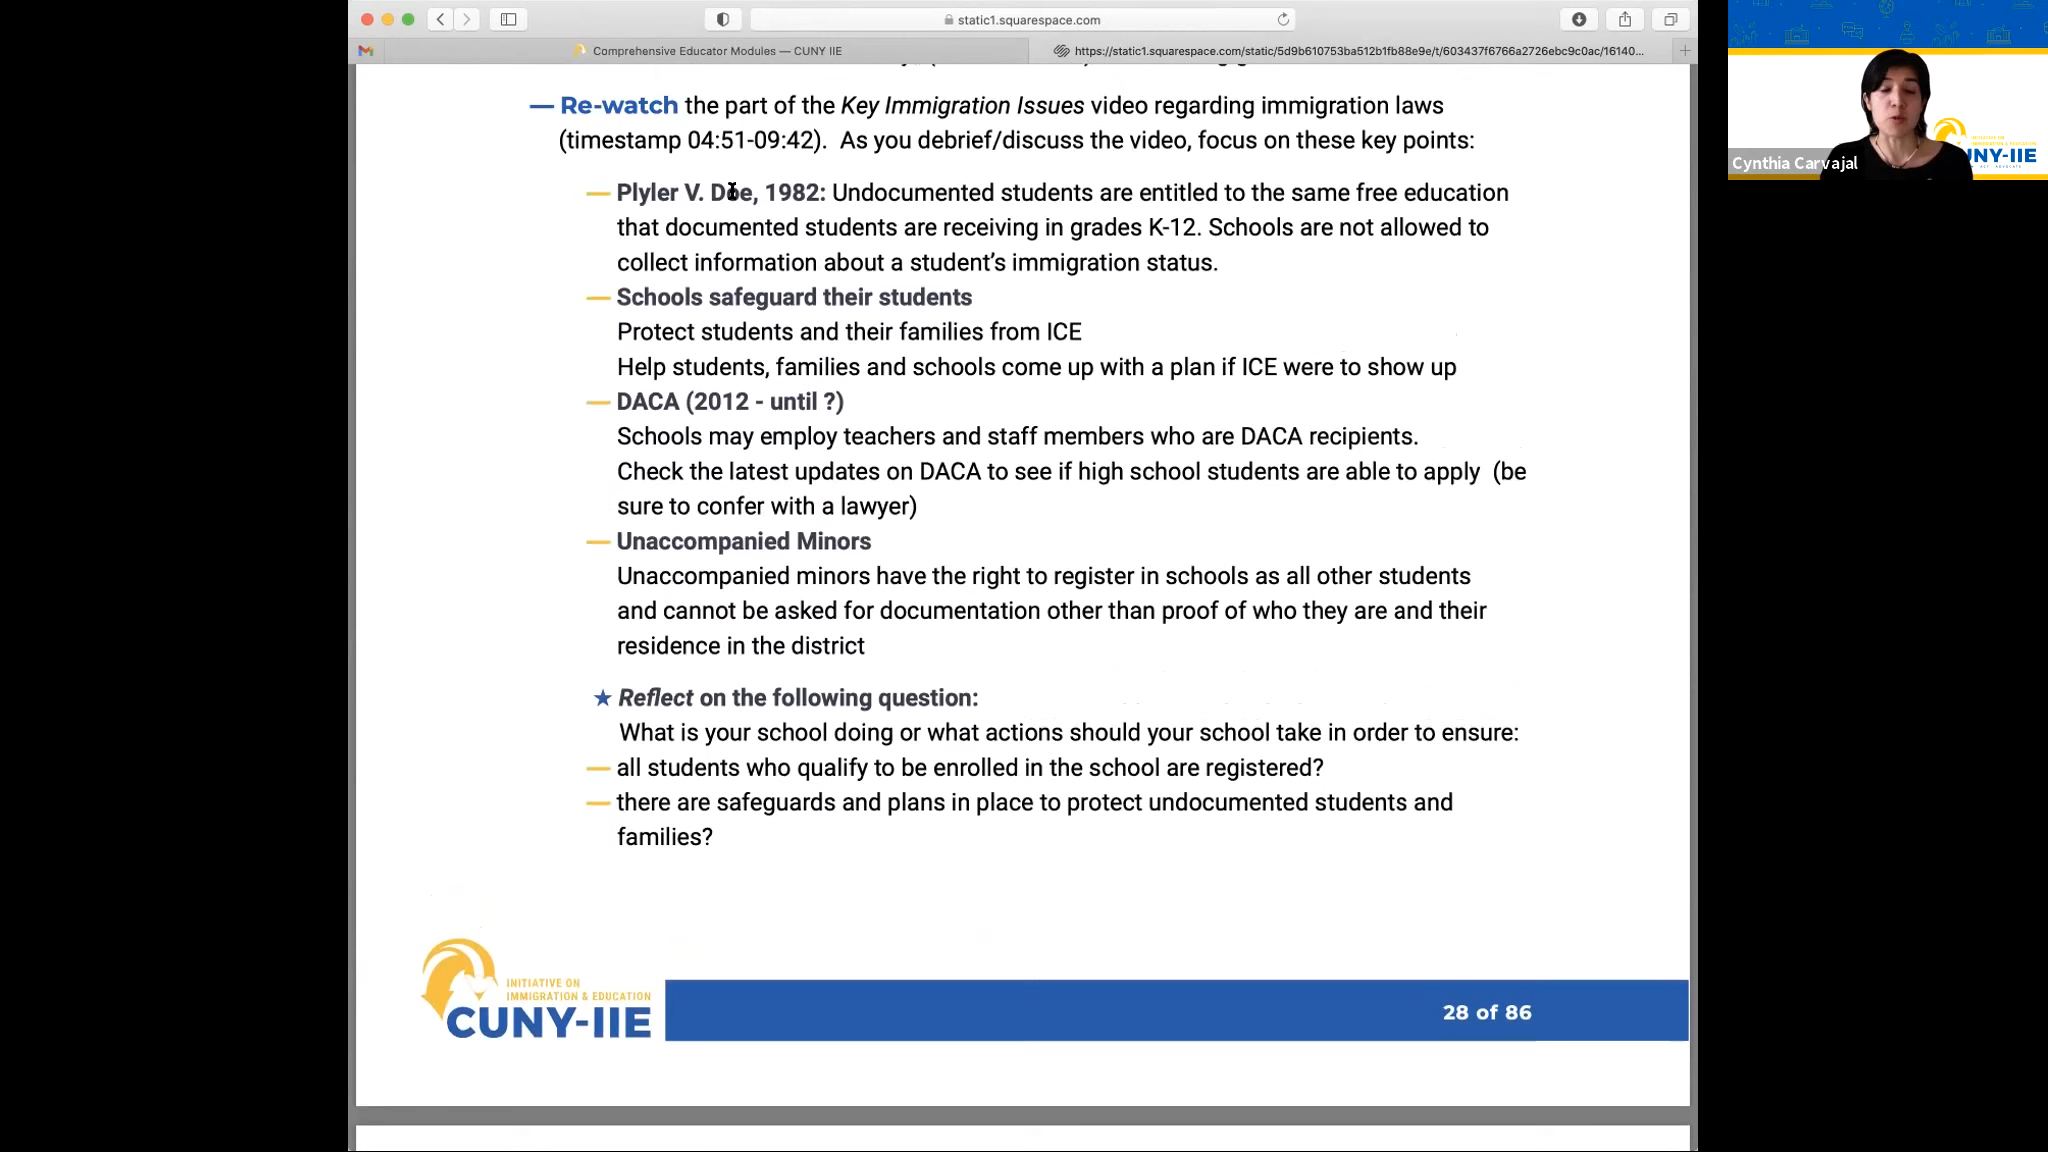 static1.squarespace.com
Comprehensive Educator Modules — CUNY IIE
https://static1.squarespace.com/static/5d9b610753ba512b1fb88e9e/t/603437f6766a2726ebc9c0ac/16140...
— Re-watch the part of the Key Immigration Issues video regarding immigration laws
(timestamp 04:51-09:42). As you debrief/discuss the video, focus on these key points:
— Plyler V. Doe, 1982: Undocumented students are entitled to the same free education
that documented students are receiving in grades K-12. Schools are not allowed to
collect information about a student’s immigration status.
— Schools safeguard their students
Protect students and their families from ICE
Help students, families and schools come up with a plan if ICE were to show up
— DACA (2012 - until ?)
Schools may employ teachers and staff members who are DACA recipients.
Check the latest updates on DACA to see if high school students are able to apply (be
sure to confer with a lawyer)
— Unaccompanied Minors
Unaccompanied minors have the right to register in schools as all other students
and cannot be asked for documentation other than proof of who they are and their
residence in the district
★ Reflect on the following question:
What is your school doing or what actions should your school take in order to ensure:
— all students who qualify to be enrolled in the school are registered?
— there are safeguards and plans in place to protect undocumented students and
families?
INITIATIVE ON
IMMIGRATION & EDUCATION
CUNY-IIE
28 of 86
UNY-IIE
Cynthia Carvajal